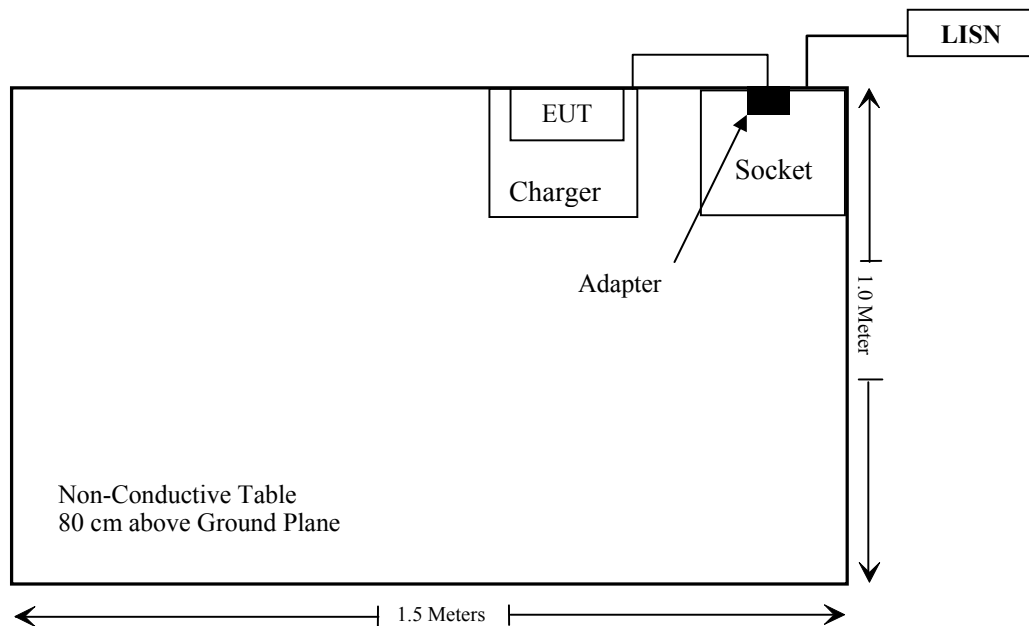 LISN
EUT
Charger
Socket
Adapter
1.0 Meter
Non-Conductive Table
80 cm above Ground Plane
1.5 Meters